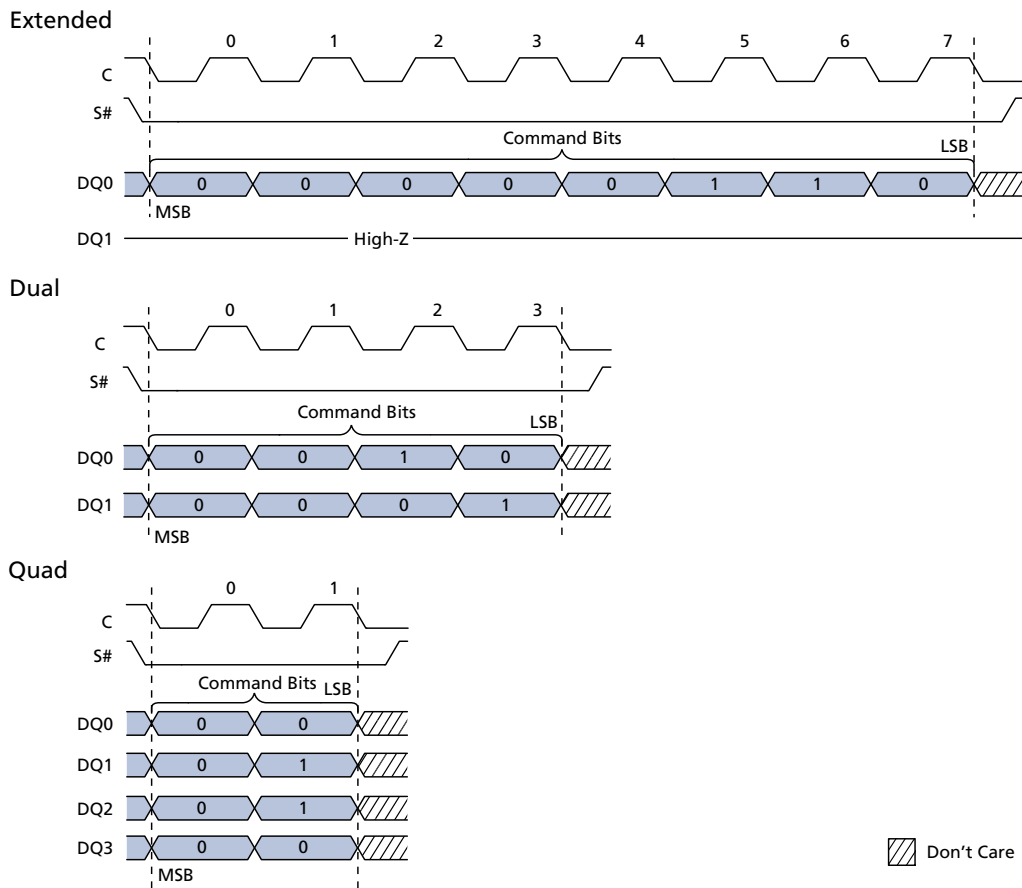 Extended
0 1 2 3 4 5 6 7
C
S#
Command Bits LSB
DQ0 0 0 0 0 0 1 1 0
MSB
DQ1 High-Z
Dual
0 1 2 3
C
S#
Command Bits LSB
DQ0 0 0 1 0
DQ1 0 0 0 1
MSB
Quad
0 1
C
S#
Command Bits LSB
DQ0 0 0
DQ1 0 1
DQ2 0 1
DQ3 0 0
MSB
Don't Care